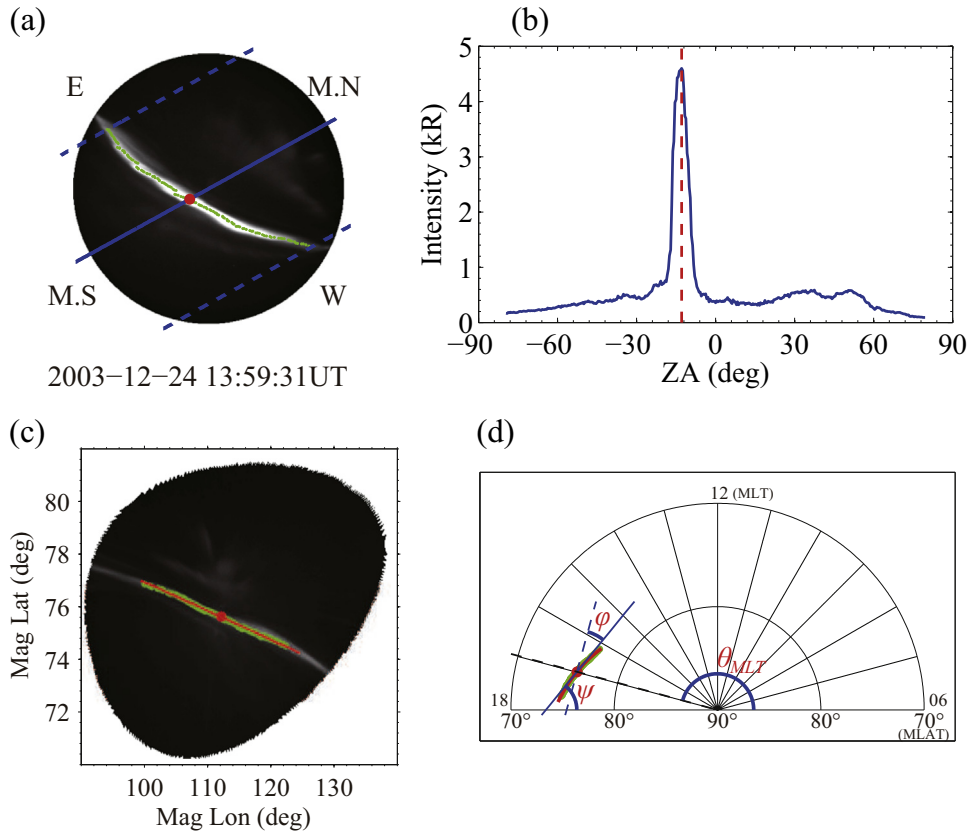 (a)
E
M.N
M.S
W
2003−12−24 13:59:31UT
(b)
5
4
3
2
1
0
Intensity (kR)
−90 −60 −30 0 30 60 90
ZA (deg)
(c)
80
78
76
74
72
Mag Lat (deg)
100 110 120 130
Mag Lon (deg)
(d)
12 (MLT)
φ
θMLT
ψ
18
06
70° 80° 90° 80° 70°
(MLAT)